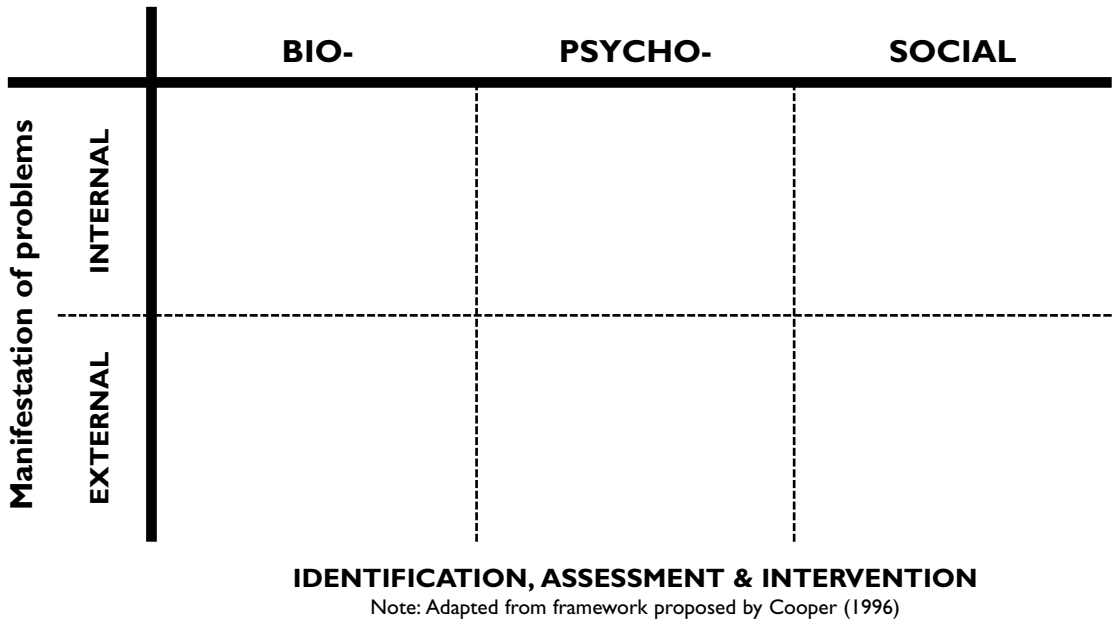 BIO- PSYCHO- SOCIAL
Manifestation of problems
INTERNAL
EXTERNAL
IDENTIFICATION, ASSESSMENT & INTERVENTION
Note: Adapted from framework proposed by Cooper (1996)